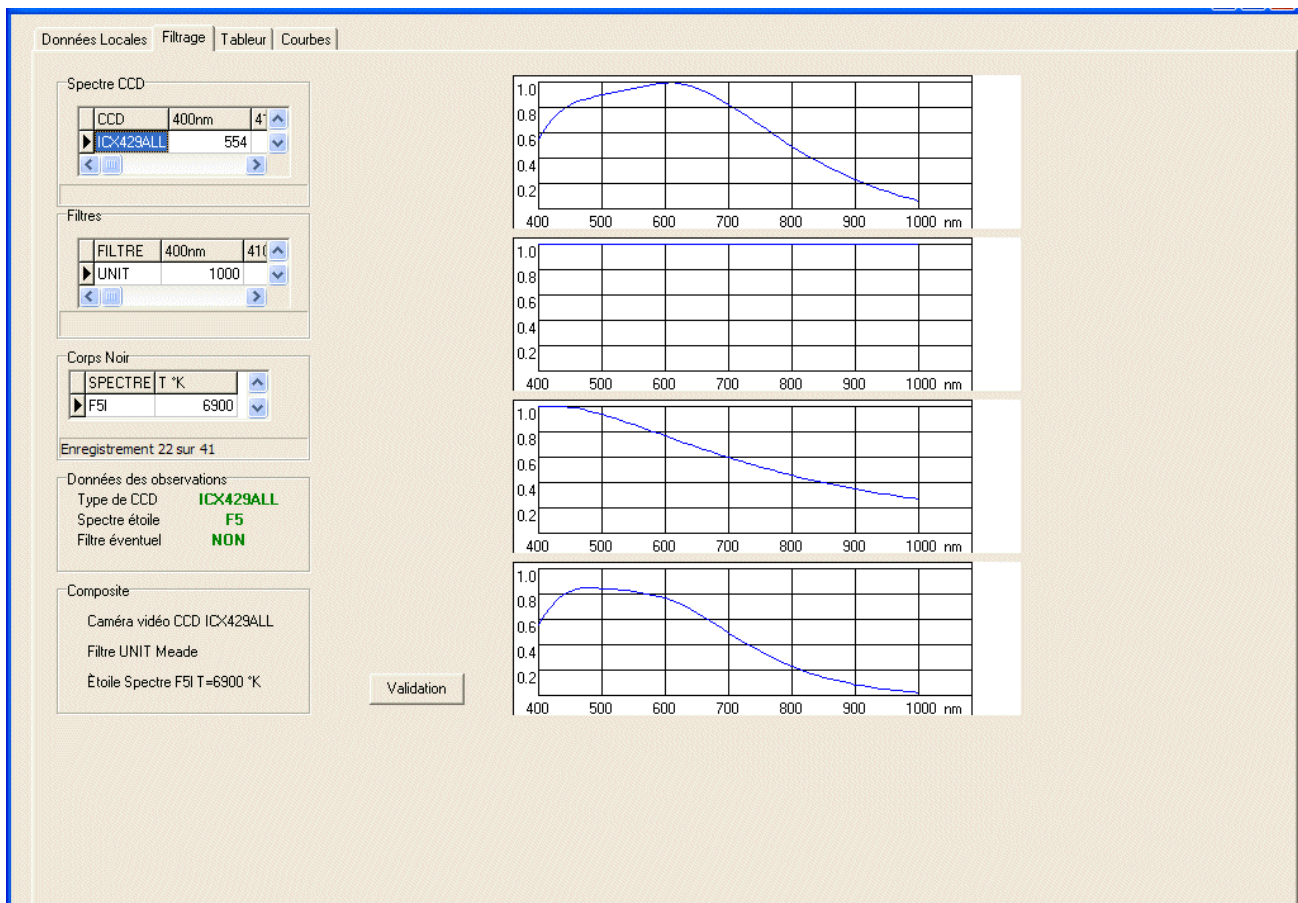 Données Locales Filtrage Tableur Courbes
Spectre CCD
CCD 400nm 41
ICX429ALL 554
Filtres
FILTRE 400nm 41(
UNIT 1000
Corps Noir
SPECTRE T °K
F5I 6900
Enregistrement 22 sur 41
Données des observations
Type de CCD ICX429ALL
Spectre étoile F5
Filtre éventuel NON
Composite
Caméra vidéo CCD ICX429ALL
Filtre UNIT Meade
Ètoile Spectre F5I T=6900 °K
Validation
1.0
0.8
0.6
0.4
0.2
400 500 600 700 800 900 1000 nm
1.0
0.8
0.6
0.4
0.2
400 500 600 700 800 900 1000 nm
1.0
0.8
0.6
0.4
0.2
400 500 600 700 800 900 1000 nm
1.0
0.8
0.6
0.4
0.2
400 500 600 700 800 900 1000 nm